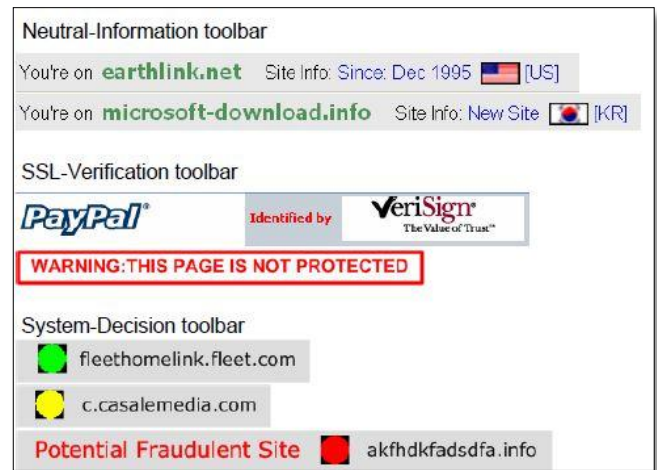 Neutral-Information toolbar
You're on earthlink.net Site Info: Since: Dec 1995 [US]
You're on microsoft-download.info Site Info: New Site [KR]
SSL-Verification toolbar
PayPal® Identified by VeriSign®
The Value of Trust™
WARNING:THIS PAGE IS NOT PROTECTED
System-Decision toolbar
fleethomelink.fleet.com
c.casalemedia.com
Potential Fraudulent Site akfhdkfadsdfa.info